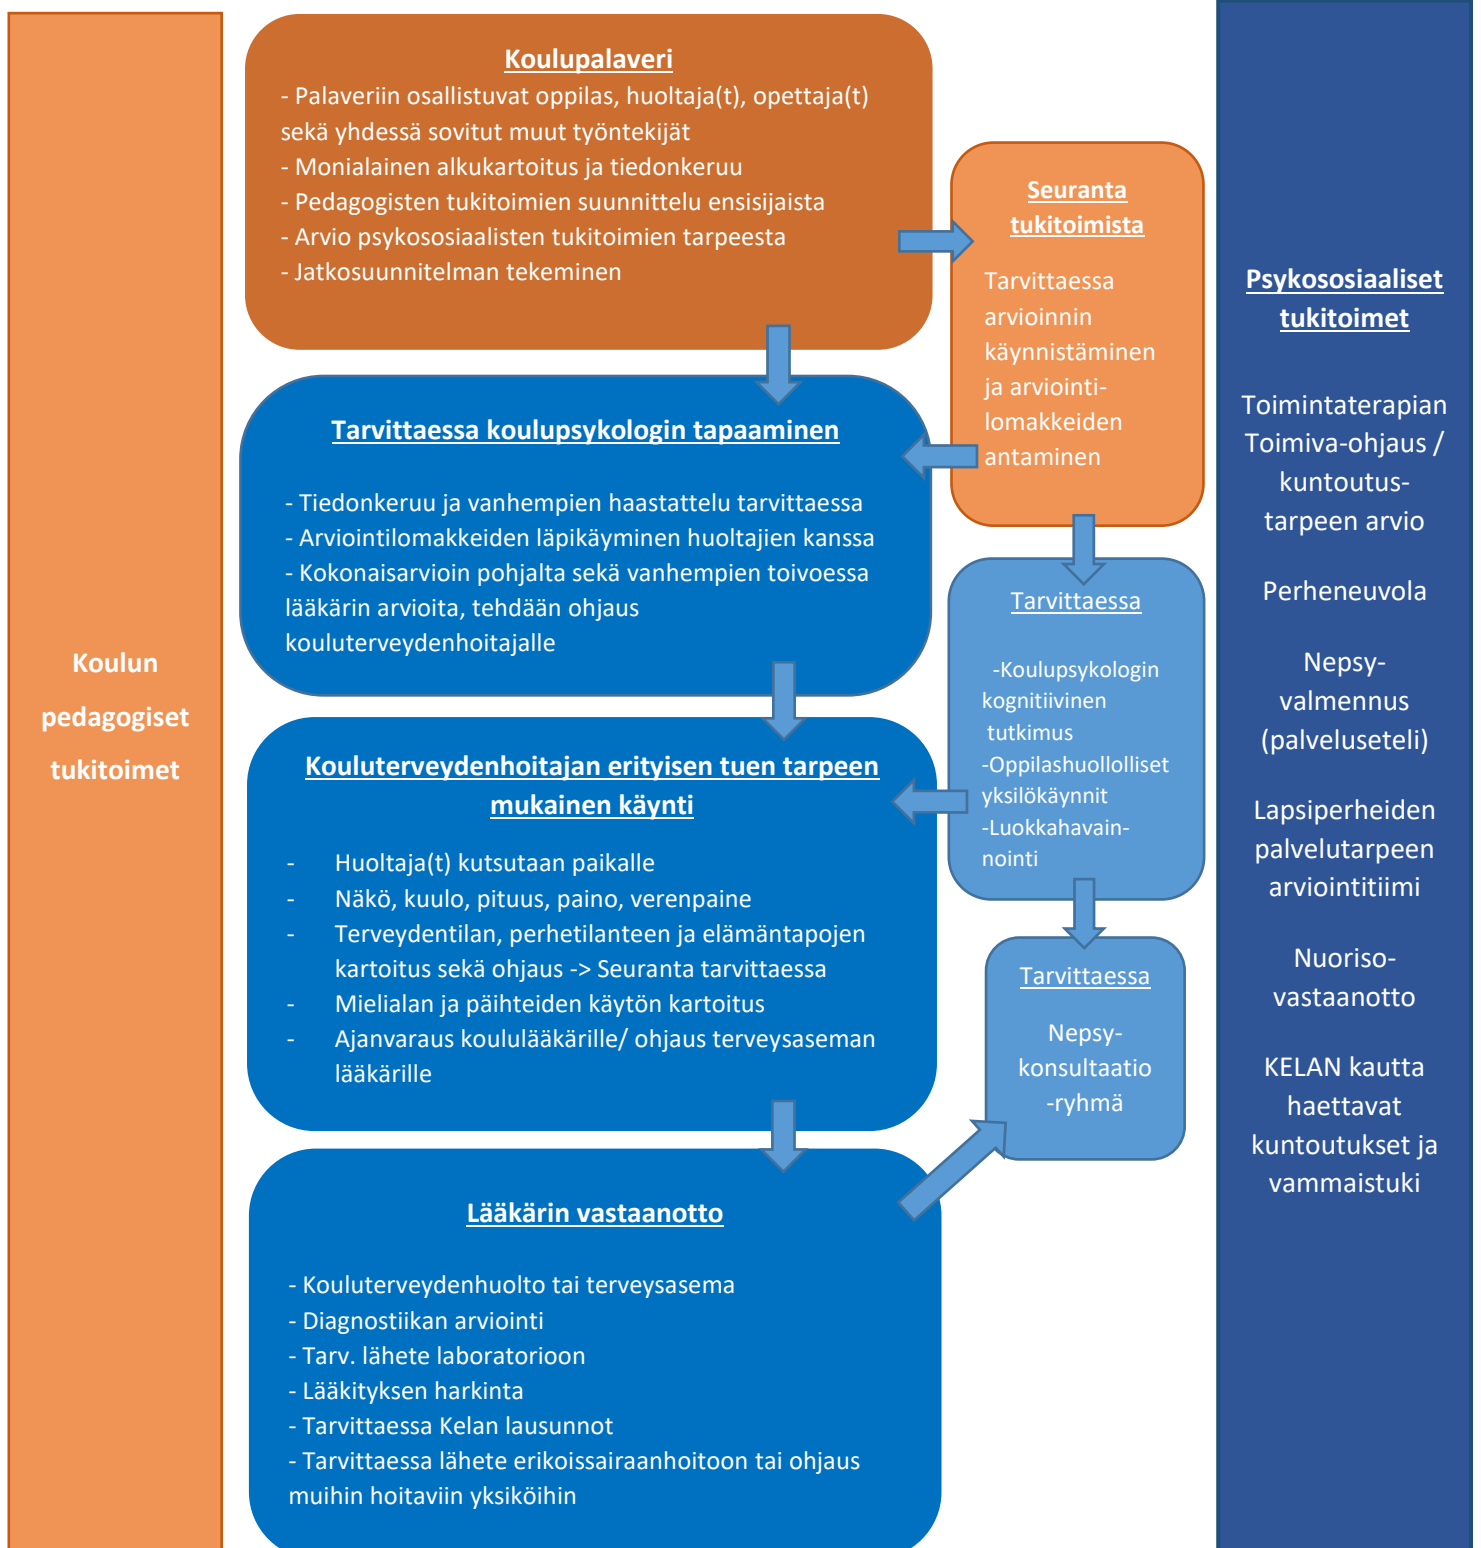 Koulun
pedagogiset
tukitoimet
Koulupalaveri
- Palaveriin osallistuvat oppilas, huoltaja(t), opettaja(t)
sekä yhdessä sovitut muut työntekijät
- Monialainen alkukartoitus ja tiedonkeruu
- Pedagogisten tukitoimien suunnittelu ensisijaista
- Arvio psykososiaalisten tukitoimien tarpeesta
- Jatkosuunnitelman tekeminen
Seuranta
tukitoimista
Tarvittaessa
arvioinnin
käynnistäminen
ja arviointi-
lomakkeiden
antaminen
Tarvittaessa koulupsykologin tapaaminen
- Tiedonkeruu ja vanhempien haastattelu tarvittaessa
- Arviointilomakkeiden läpikäyminen huoltajien kanssa
- Kokonaisarvioin pohjalta sekä vanhempien toivoessa
lääkärin arvioita, tehdään ohjaus
kouluterveydenhoitajalle
Tarvittaessa
-Koulupsykologin
kognitiivinen
tutkimus
-Oppilashuollolliset
yksilökäynnit
-Luokkahavain-
nointi
Kouluterveydenhoitajan erityisen tuen tarpeen
mukainen käynti
- Huoltaja(t) kutsutaan paikalle
- Näkö, kuulo, pituus, paino, verenpaine
- Terveydentilan, perhetilanteen ja elämäntapojen
kartoitus sekä ohjaus -> Seuranta tarvittaessa
- Mielialan ja päihteiden käytön kartoitus
- Ajanvaraus koululääkärille/ ohjaus terveysaseman
lääkärille
Tarvittaessa
Nepsy-
konsultaatio
-ryhmä
Lääkärin vastaanotto
- Kouluterveydenhuolto tai terveysasema
- Diagnostiikan arviointi
- Tarv. lähete laboratorioon
- Lääkityksen harkinta
- Tarvittaessa Kelan lausunnot
- Tarvittaessa lähete erikoissairaanhoitoon tai ohjaus
muihin hoitaviin yksiköihin
Psykososiaaliset
tukitoimet
Toimintaterapian
Toimiva-ohjaus /
kuntoutus-
tarpeen arvio
Perheneuvola
Nepsy-
valmennus
(palveluseteli)
Lapsiperheiden
palvelutarpeen
arviointitiimi
Nuoriso-
vastaanotto
KELAN kautta
haettavat
kuntoutukset ja
vammaistuki